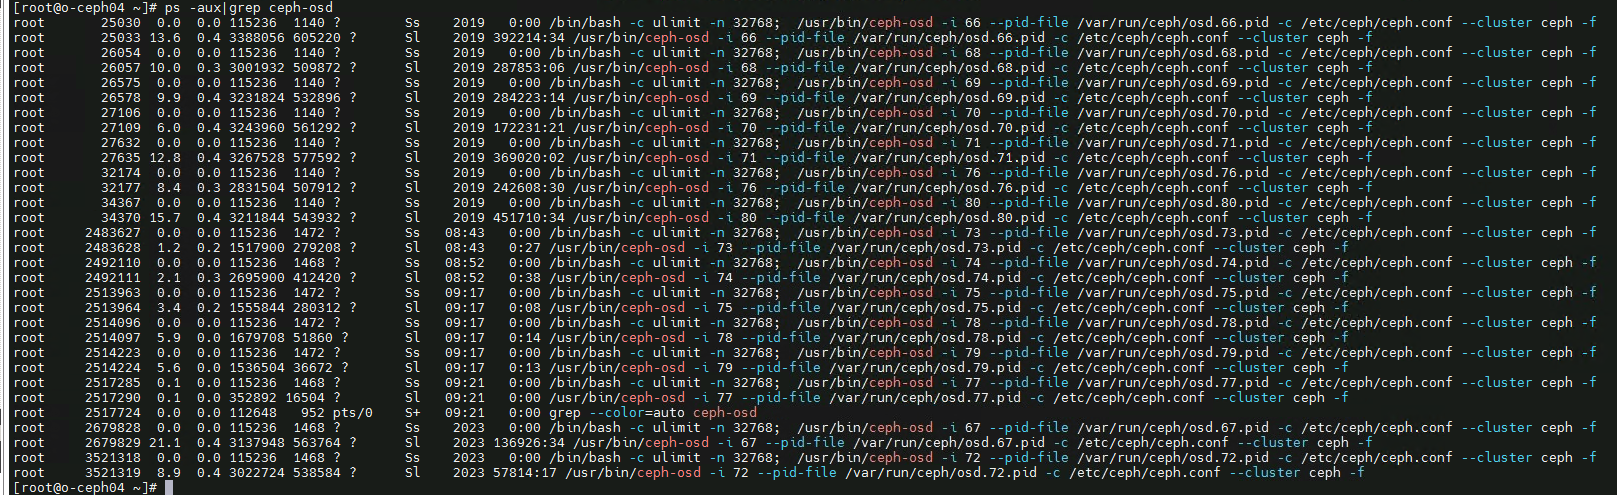 [root@o-ceph04 ~]# ps -aux|grep ceph-osd
root 25030 0.0 0.0 115236 1140 ? Ss 2019 0:00 /bin/bash -c ulimit -n 32768; /usr/bin/ceph-osd -i 66 --pid-file /var/run/ceph/osd.66.pid -c /etc/ceph/ceph.conf --cluster ceph -f
root 25033 13.6 0.4 3388056 605220 ? Sl 2019 392214:34 /usr/bin/ceph-osd -i 66 --pid-file /var/run/ceph/osd.66.pid -c /etc/ceph/ceph.conf --cluster ceph -f
root 26054 0.0 0.0 115236 1140 ? Ss 2019 0:00 /bin/bash -c ulimit -n 32768; /usr/bin/ceph-osd -i 68 --pid-file /var/run/ceph/osd.68.pid -c /etc/ceph/ceph.conf --cluster ceph -f
root 26057 10.0 0.3 3001932 509872 ? Sl 2019 287853:06 /usr/bin/ceph-osd -i 68 --pid-file /var/run/ceph/osd.68.pid -c /etc/ceph/ceph.conf --cluster ceph -f
root 26575 0.0 0.0 115236 1140 ? Ss 2019 0:00 /bin/bash -c ulimit -n 32768; /usr/bin/ceph-osd -i 69 --pid-file /var/run/ceph/osd.69.pid -c /etc/ceph/ceph.conf --cluster ceph -f
root 26578 9.9 0.4 3231824 532896 ? Sl 2019 284223:14 /usr/bin/ceph-osd -i 69 --pid-file /var/run/ceph/osd.69.pid -c /etc/ceph/ceph.conf --cluster ceph -f
root 27106 0.0 0.0 115236 1140 ? Ss 2019 0:00 /bin/bash -c ulimit -n 32768; /usr/bin/ceph-osd -i 70 --pid-file /var/run/ceph/osd.70.pid -c /etc/ceph/ceph.conf --cluster ceph -f
root 27109 6.0 0.4 3243960 561292 ? Sl 2019 172231:21 /usr/bin/ceph-osd -i 70 --pid-file /var/run/ceph/osd.70.pid -c /etc/ceph/ceph.conf --cluster ceph -f
root 27632 0.0 0.0 115236 1140 ? Ss 2019 0:00 /bin/bash -c ulimit -n 32768; /usr/bin/ceph-osd -i 71 --pid-file /var/run/ceph/osd.71.pid -c /etc/ceph/ceph.conf --cluster ceph -f
root 27635 12.8 0.4 3267528 577592 ? Sl 2019 369020:02 /usr/bin/ceph-osd -i 71 --pid-file /var/run/ceph/osd.71.pid -c /etc/ceph/ceph.conf --cluster ceph -f
root 32174 0.0 0.0 115236 1140 ? Ss 2019 0:00 /bin/bash -c ulimit -n 32768; /usr/bin/ceph-osd -i 76 --pid-file /var/run/ceph/osd.76.pid -c /etc/ceph/ceph.conf --cluster ceph -f
root 32177 8.4 0.3 2831504 507912 ? Sl 2019 242608:30 /usr/bin/ceph-osd -i 76 --pid-file /var/run/ceph/osd.76.pid -c /etc/ceph/ceph.conf --cluster ceph -f
root 34367 0.0 0.0 115236 1140 ? Ss 2019 0:00 /bin/bash -c ulimit -n 32768; /usr/bin/ceph-osd -i 80 --pid-file /var/run/ceph/osd.80.pid -c /etc/ceph/ceph.conf --cluster ceph -f
root 34370 15.7 0.4 3211844 543932 ? Sl 2019 451710:34 /usr/bin/ceph-osd -i 80 --pid-file /var/run/ceph/osd.80.pid -c /etc/ceph/ceph.conf --cluster ceph -f
root 2483627 0.0 0.0 115236 1472 ? Ss 08:43 0:00 /bin/bash -c ulimit -n 32768; /usr/bin/ceph-osd -i 73 --pid-file /var/run/ceph/osd.73.pid -c /etc/ceph/ceph.conf --cluster ceph -f
root 2483628 1.2 0.2 1517900 279208 ? Sl 08:43 0:27 /usr/bin/ceph-osd -i 73 --pid-file /var/run/ceph/osd.73.pid -c /etc/ceph/ceph.conf --cluster ceph -f
root 2492110 0.0 0.0 115236 1468 ? Ss 08:52 0:00 /bin/bash -c ulimit -n 32768; /usr/bin/ceph-osd -i 74 --pid-file /var/run/ceph/osd.74.pid -c /etc/ceph/ceph.conf --cluster ceph -f
root 2492111 2.1 0.3 2695900 412420 ? Sl 08:52 0:38 /usr/bin/ceph-osd -i 74 --pid-file /var/run/ceph/osd.74.pid -c /etc/ceph/ceph.conf --cluster ceph -f
root 2513963 0.0 0.0 115236 1472 ? Ss 09:17 0:00 /bin/bash -c ulimit -n 32768; /usr/bin/ceph-osd -i 75 --pid-file /var/run/ceph/osd.75.pid -c /etc/ceph/ceph.conf --cluster ceph -f
root 2513964 3.4 0.2 1555844 280312 ? Sl 09:17 0:08 /usr/bin/ceph-osd -i 75 --pid-file /var/run/ceph/osd.75.pid -c /etc/ceph/ceph.conf --cluster ceph -f
root 2514096 0.0 0.0 115236 1472 ? Ss 09:17 0:00 /bin/bash -c ulimit -n 32768; /usr/bin/ceph-osd -i 78 --pid-file /var/run/ceph/osd.78.pid -c /etc/ceph/ceph.conf --cluster ceph -f
root 2514097 5.9 0.0 1679708 51860 ? Sl 09:17 0:14 /usr/bin/ceph-osd -i 78 --pid-file /var/run/ceph/osd.78.pid -c /etc/ceph/ceph.conf --cluster ceph -f
root 2514223 0.0 0.0 115236 1472 ? Ss 09:17 0:00 /bin/bash -c ulimit -n 32768; /usr/bin/ceph-osd -i 79 --pid-file /var/run/ceph/osd.79.pid -c /etc/ceph/ceph.conf --cluster ceph -f
root 2514224 5.6 0.0 1536504 36672 ? Sl 09:17 0:13 /usr/bin/ceph-osd -i 79 --pid-file /var/run/ceph/osd.79.pid -c /etc/ceph/ceph.conf --cluster ceph -f
root 2517285 0.1 0.0 115236 1468 ? Ss 09:21 0:00 /bin/bash -c ulimit -n 32768; /usr/bin/ceph-osd -i 77 --pid-file /var/run/ceph/osd.77.pid -c /etc/ceph/ceph.conf --cluster ceph -f
root 2517290 0.1 0.0 352892 16504 ? Sl 09:21 0:00 /usr/bin/ceph-osd -i 77 --pid-file /var/run/ceph/osd.77.pid -c /etc/ceph/ceph.conf --cluster ceph -f
root 2517724 0.0 0.0 112648 952 pts/0 S+ 09:21 0:00 grep --color=auto ceph-osd
root 2679828 0.0 0.0 115236 1468 ? Ss 2023 0:00 /bin/bash -c ulimit -n 32768; /usr/bin/ceph-osd -i 67 --pid-file /var/run/ceph/osd.67.pid -c /etc/ceph/ceph.conf --cluster ceph -f
root 2679829 21.1 0.4 3137948 563764 ? Sl 2023 136926:34 /usr/bin/ceph-osd -i 67 --pid-file /var/run/ceph/osd.67.pid -c /etc/ceph/ceph.conf --cluster ceph -f
root 3521318 0.0 0.0 115236 1468 ? Ss 2023 0:00 /bin/bash -c ulimit -n 32768; /usr/bin/ceph-osd -i 72 --pid-file /var/run/ceph/osd.72.pid -c /etc/ceph/ceph.conf --cluster ceph -f
root 3521319 8.9 0.4 3022724 538584 ? Sl 2023 57814:17 /usr/bin/ceph-osd -i 72 --pid-file /var/run/ceph/osd.72.pid -c /etc/ceph/ceph.conf --cluster ceph -f
[root@o-ceph04 ~]#